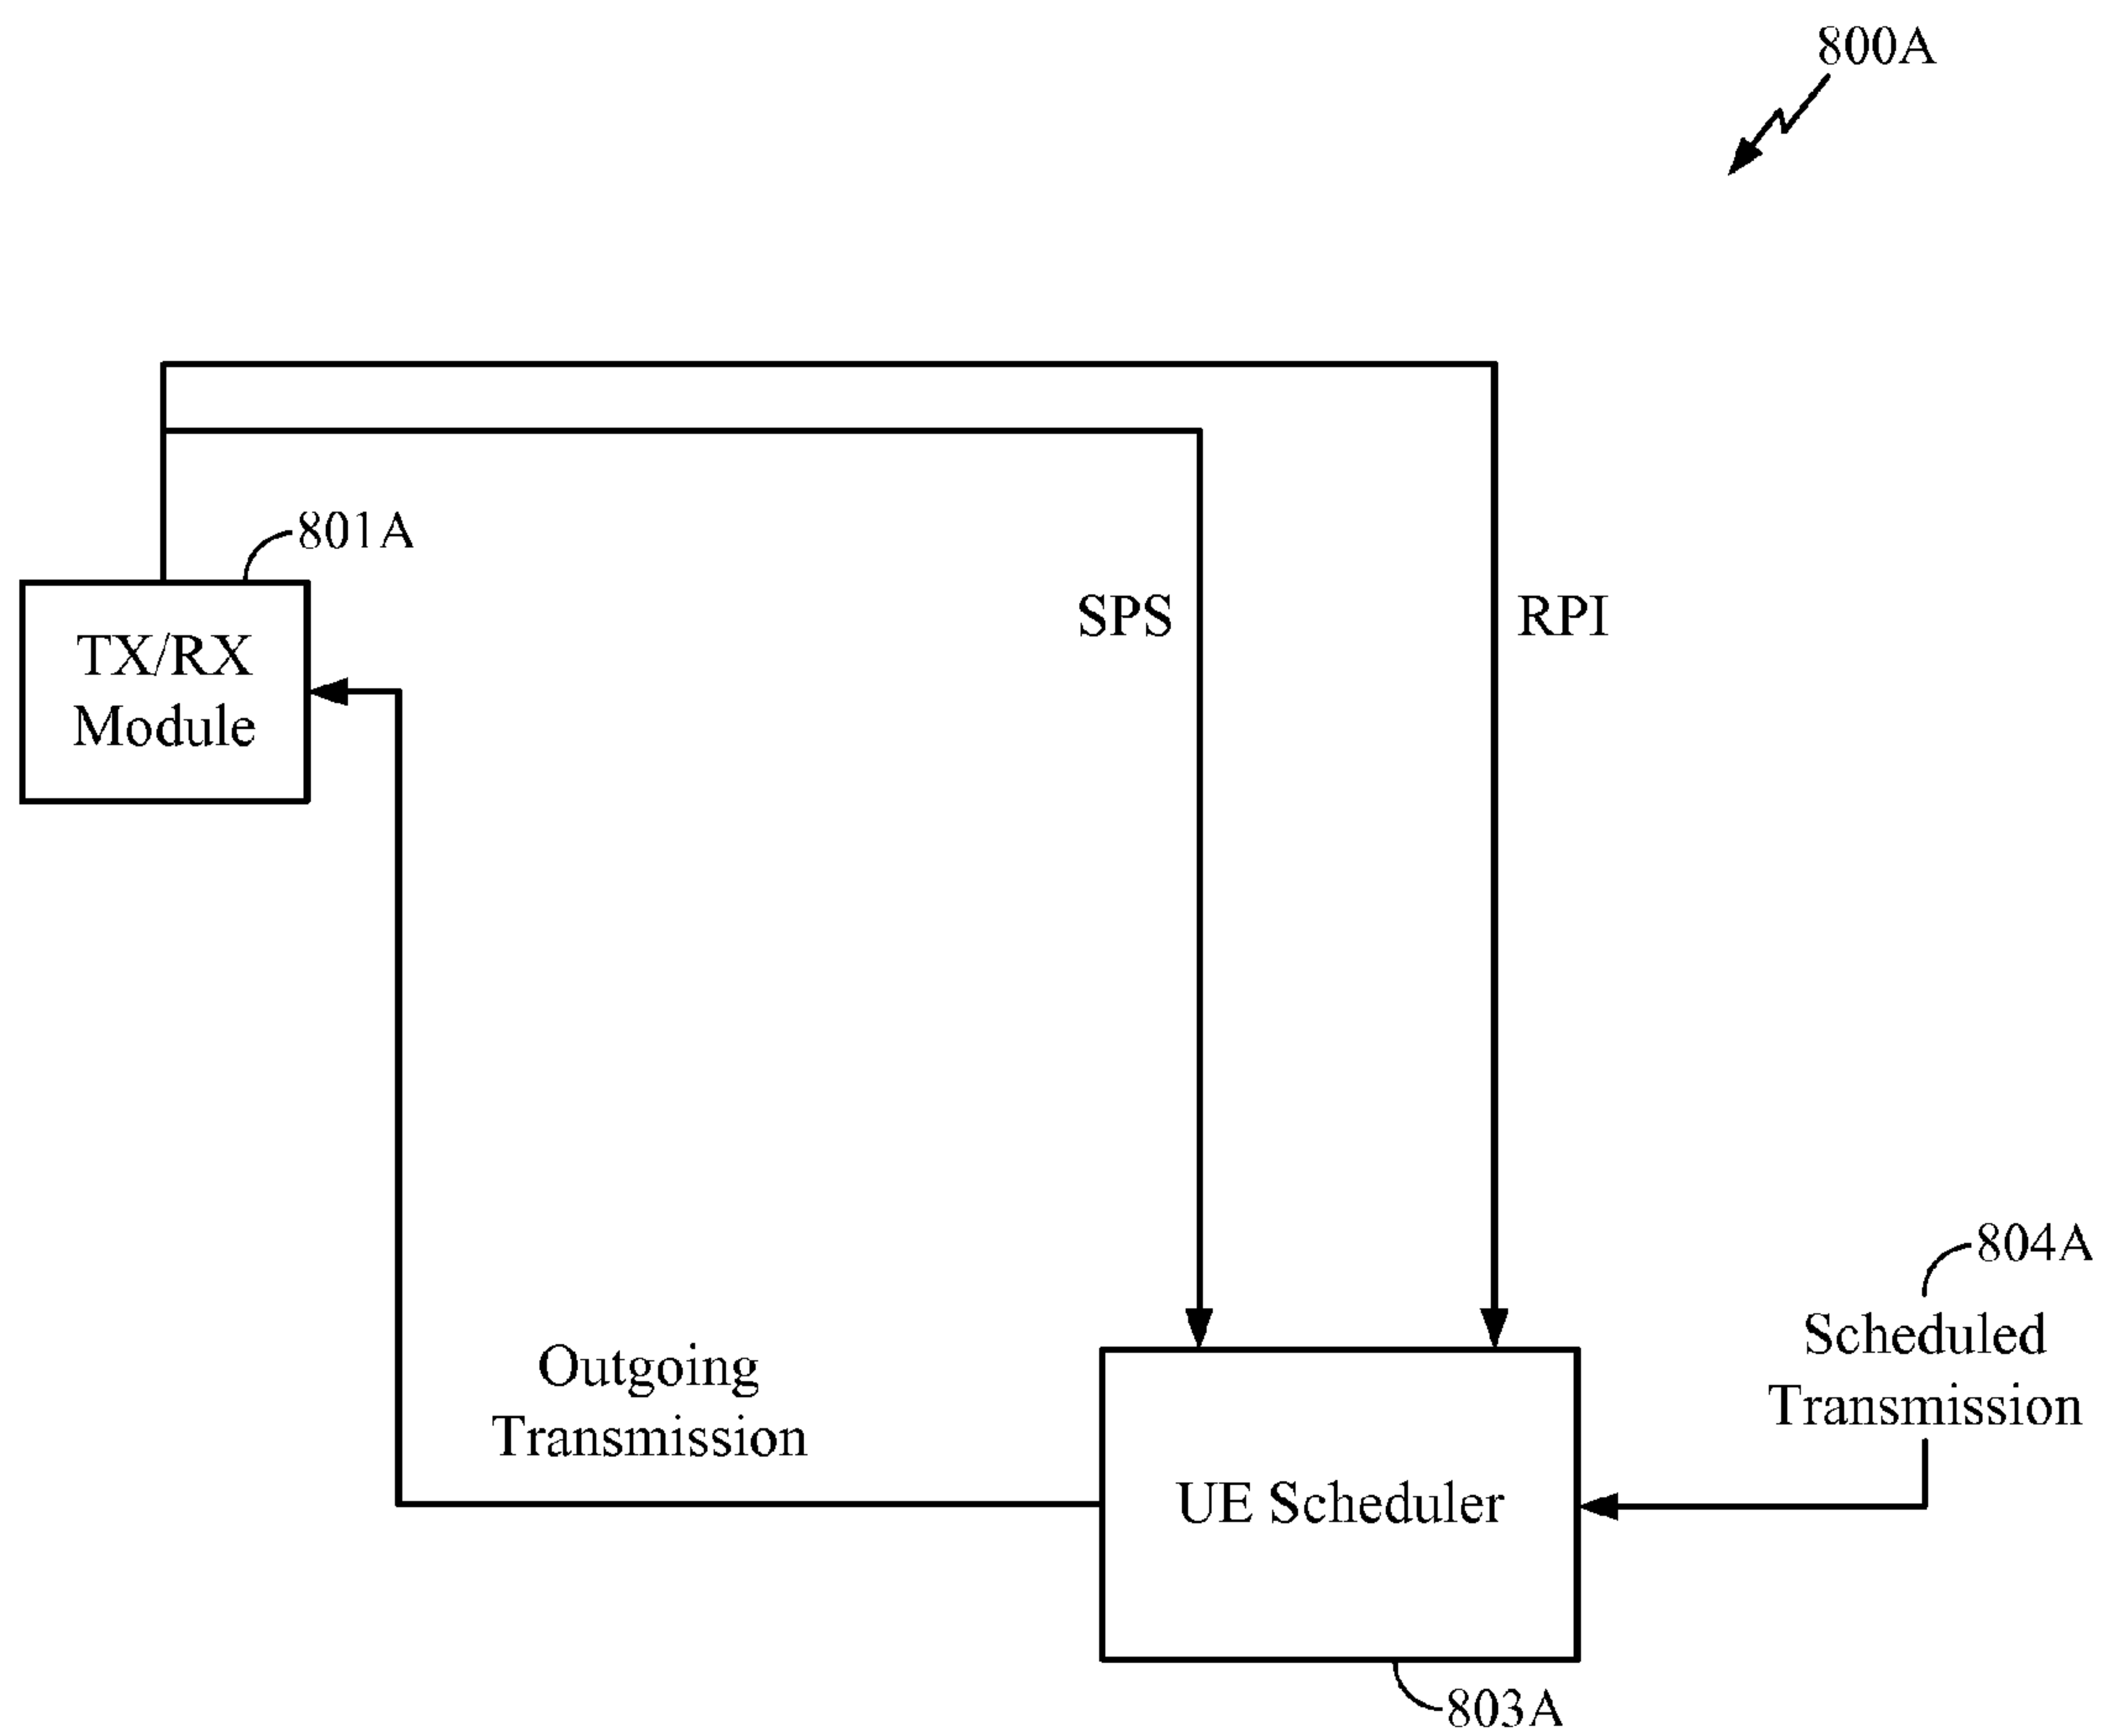 800A
801A
TX/RX
Module
SPS
RPI
804A
Scheduled
Transmission
Outgoing
Transmission
UE Scheduler
803A